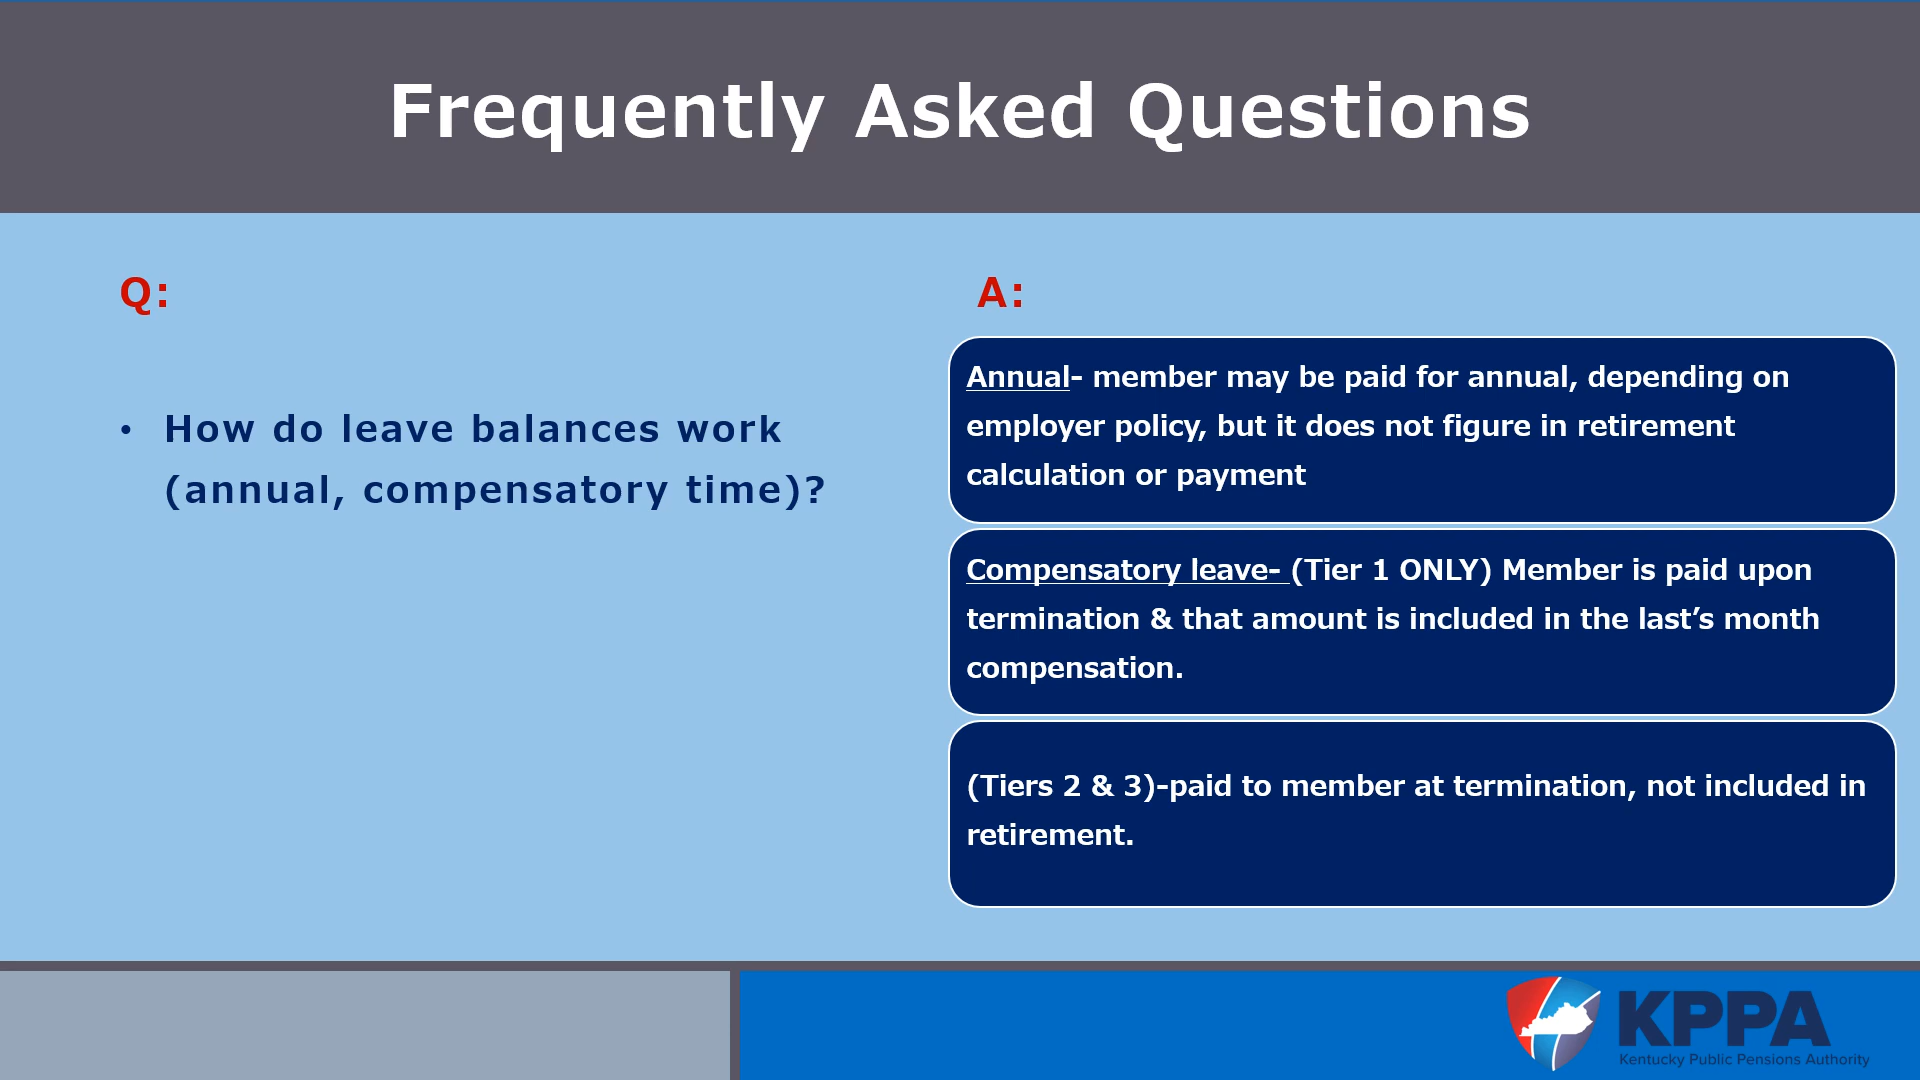 Frequently Asked Questions
Q:
• How do leave balances work
(annual, compensatory time)?
A:
Annual- member may be paid for annual, depending on
employer policy, but it does not figure in retirement
calculation or payment
Compensatory leave- (Tier 1 ONLY) Member is paid upon
termination & that amount is included in the last’s month
compensation.
(Tiers 2 & 3)-paid to member at termination, not included in
retirement.
KPPA
Kentucky Public Pensions Authority